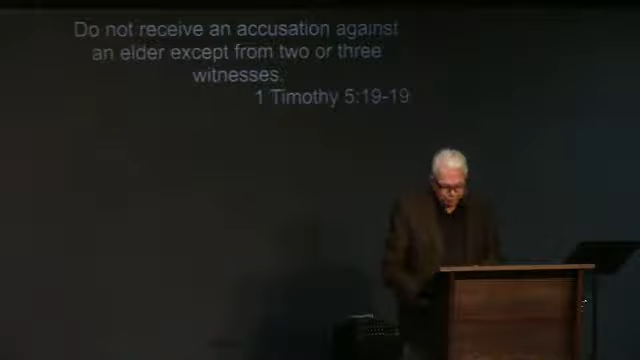 Do not receive an accusation against
an elder except from two or three
witnesses.
1 Timothy 5:19-19